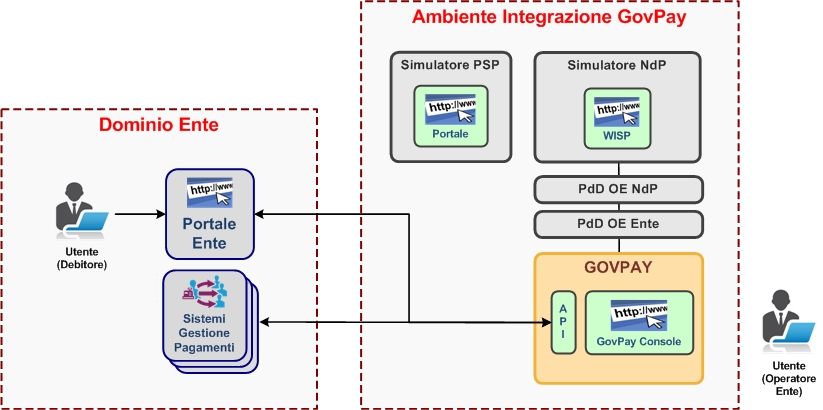 Ambiente Integrazione GovPay
Simulatore PSP
http://www
Portale
Simulatore NdP
http://www
WISP
PdD OE NdP
PdD OE Ente
GOVPAY
A
P
I
http://www
GovPay Console
Dominio Ente
http://www
Portale
Ente
Utente
(Debitore)
Sistemi
Gestione
Pagamenti
Utente
(Operatore
Ente)